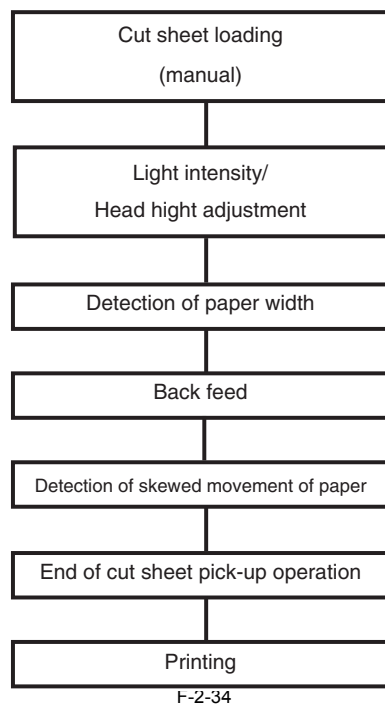 Cut sheet loading
(manual)
Light intensity/
Head hight adjustment
Detection of paper width
Back feed
Detection of skewed movement of paper
End of cut sheet pick-up operation
Printing
F-2-34